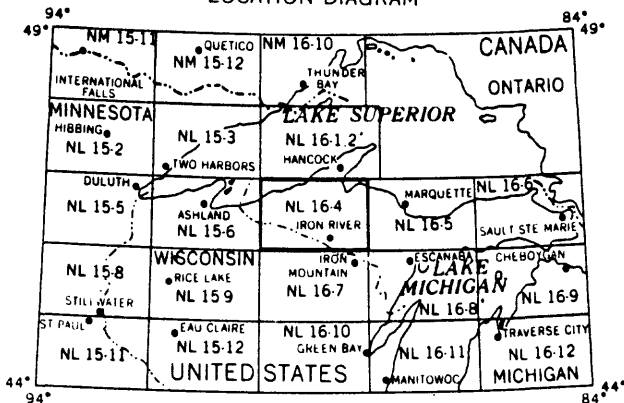 LOCATION DIAGRAM
94° 84°
49° 49°
NM 15-11
QUETICO
NM 15-12
NM 16-10
CANADA
INTERNATIONAL
FALLS
THUNDER
BAY
ONTARIO
MINNESOTA
HIBBING
NL 15-2
NL 15-3
TWO HARBORS
LAKE SUPERIOR
NL 16-1,2
HANCOCK
DULUTH
NL 15-5
ASHLAND
NL 15-6
NL 16-4
IRON RIVER
MARQUETTE
NL 16-5
NL 16-6
SAULT STE MARIE
NL 15-8
STILLWATER
WISCONSIN
RICE LAKE
NL 15 9
IRON
MOUNTAIN
NL 16-7
ESCANABA
LAKE
MICHIGAN
NL 16-8
CHEBOYGAN
NL 16-9
ST PAUL
NL 15-11
EAU CLAIRE
NL 15-12
NL 16-10
GREEN BAY
NL 16-11
MANITOWOC
TRAVERSE CITY
NL 16-12
MICHIGAN
UNITED STATES
44° 44°
94° 84°